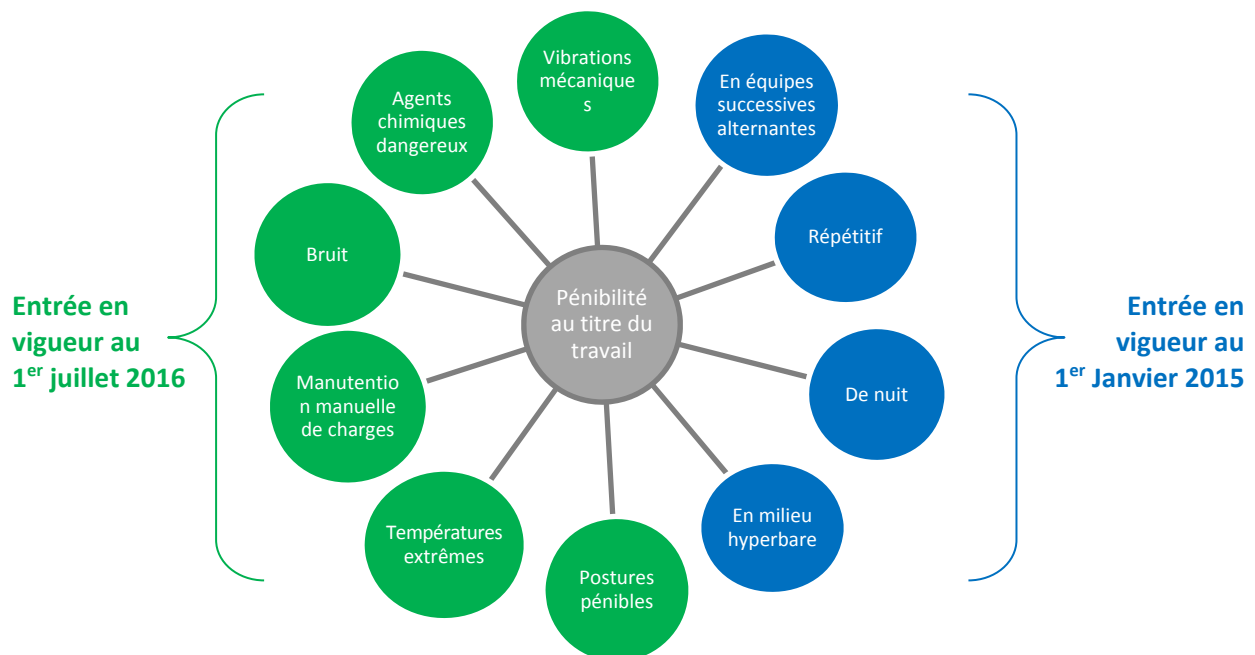 Vibrations
mécanique
s
En équipes
successives
alternantes
Agents
chimiques
dangereux
Répétitif
Bruit
Pénibilité
au titre du
travail
Entrée en
vigueur au
1er juillet 2016
Entrée en
vigueur au
1er Janvier 2015
Manutentio
n manuelle
de charges
De nuit
En milieu
hyperbare
Températures
extrêmes
Postures
pénibles